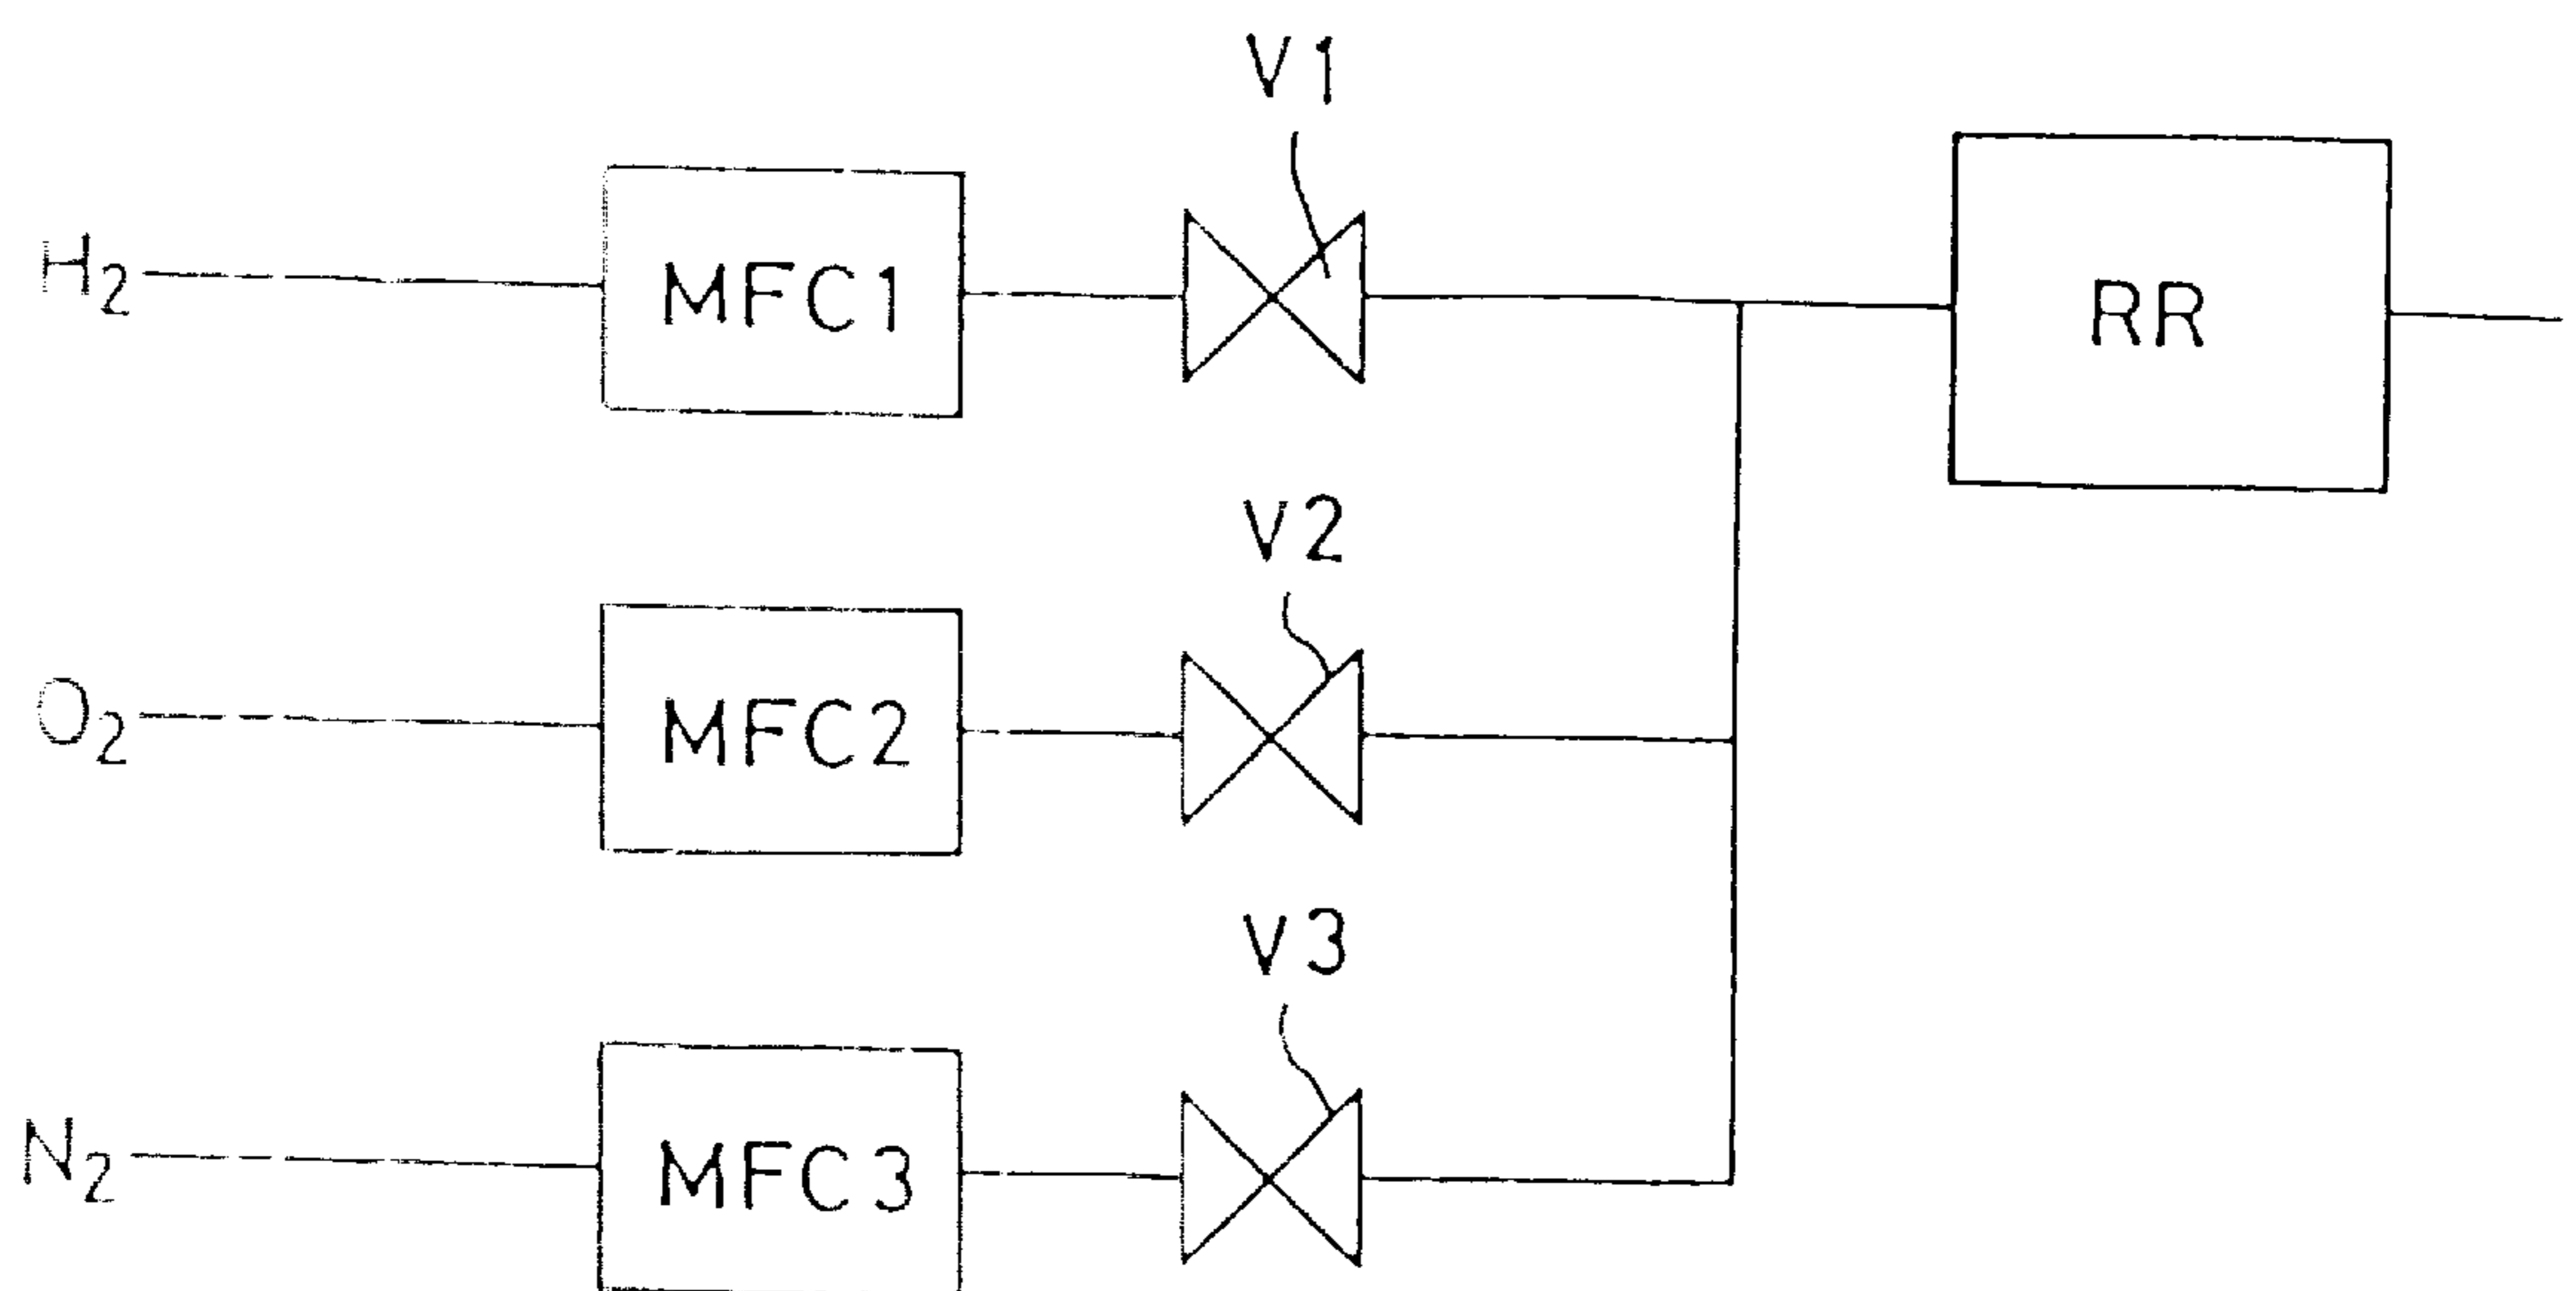 V1
H₂ MFC1 RR
V2
O₂ MFC2
V3
N₂ MFC3